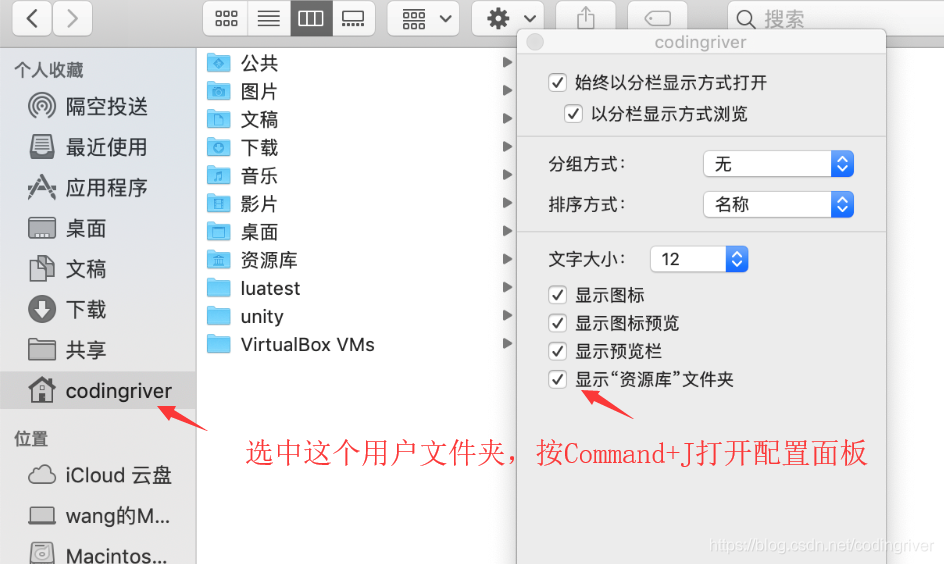 搜索
codingriver
个人收藏
隔空投送
最近使用
应用程序
桌面
文稿
下载
共享
codingriver
位置
iCloud 云盘
wang的M...
Macintos...
公共
图片
文稿
下载
音乐
影片
桌面
资源库
luatest
unity
VirtualBox VMs
始终以分栏显示方式打开
以分栏显示方式浏览
分组方式： 无
排序方式： 名称
文字大小： 12
显示图标
显示图标预览
显示预览栏
显示“资源库”文件夹
选中这个用户文件夹，按Command+J打开配置面板
https://blog.csdn.net/codingriver